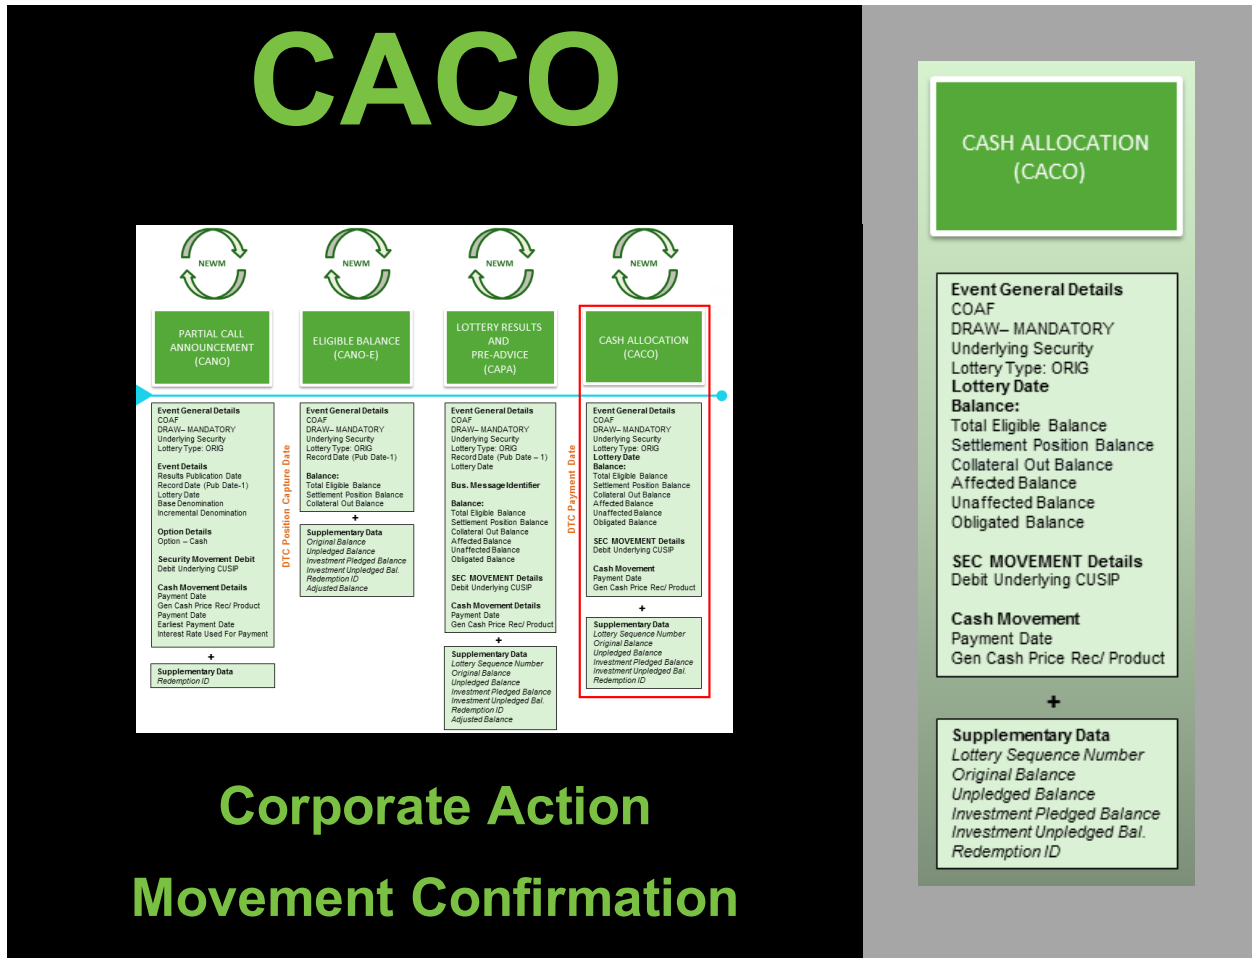 CACO
NEWM
NEWM
NEWM
NEWM
PARTIAL CALL
ANNOUNCEMENT
(CANO)
ELIGIBLE BALANCE
(CANO-E)
LOTTERY RESULTS
AND
PRE-ADVICE
(CAPA)
CASH ALLOCATION
(CACO)
Event General Details
COAF
DRAW– MANDATORY
Underlying Security
Lottery Type: ORIG
Event Details
Results Publication Date
Record Date (Pub Date-1)
Lottery Date
Base Denomination
Incremental Denomination
Option Details
Option – Cash
Security Movement Debit
Debit Underlying CUSIP
Cash Movement Details
Payment Date
Gen Cash Price Rec/ Product
Payment Date
Earliest Payment Date
Interest Rate Used For Payment
+
Supplementary Data
Redemption ID
DTC Position Capture Date
Event General Details
COAF
DRAW– MANDATORY
Underlying Security
Lottery Type: ORIG
Record Date (Pub Date-1)
Balance:
Total Eligible Balance
Settlement Position Balance
Collateral Out Balance
+
Supplementary Data
Original Balance
Unpledged Balance
Investment Pledged Balance
Investment Unpledged Bal.
Redemption ID
Adjusted Balance
Event General Details
COAF
DRAW– MANDATORY
Underlying Security
Lottery Type: ORIG
Record Date (Pub Date – 1)
Lottery Date
Bus. Message Identifier
Balance:
Total Eligible Balance
Settlement Position Balance
Collateral Out Balance
Affected Balance
Unaffected Balance
Obligated Balance
SEC MOVEMENT Details
Debit Underlying CUSIP
Cash Movement Details
Payment Date
Gen Cash Price Rec/ Product
+
Supplementary Data
Lottery Sequence Number
Original Balance
Unpledged Balance
Investment Pledged Balance
Investment Unpledged Bal.
Redemption ID
Adjusted Balance
DTC Payment Date
Event General Details
COAF
DRAW– MANDATORY
Underlying Security
Lottery Type: ORIG
Lottery Date
Balance:
Total Eligible Balance
Settlement Position Balance
Collateral Out Balance
Affected Balance
Unaffected Balance
Obligated Balance
SEC MOVEMENT Details
Debit Underlying CUSIP
Cash Movement
Payment Date
Gen Cash Price Rec/ Product
+
Supplementary Data
Lottery Sequence Number
Original Balance
Unpledged Balance
Investment Pledged Balance
Investment Unpledged Bal.
Redemption ID
Corporate Action
Movement Confirmation
CASH ALLOCATION
(CACO)
Event General Details
COAF
DRAW– MANDATORY
Underlying Security
Lottery Type: ORIG
Lottery Date
Balance:
Total Eligible Balance
Settlement Position Balance
Collateral Out Balance
Affected Balance
Unaffected Balance
Obligated Balance
SEC MOVEMENT Details
Debit Underlying CUSIP
Cash Movement
Payment Date
Gen Cash Price Rec/ Product
+
Supplementary Data
Lottery Sequence Number
Original Balance
Unpledged Balance
Investment Pledged Balance
Investment Unpledged Bal.
Redemption ID